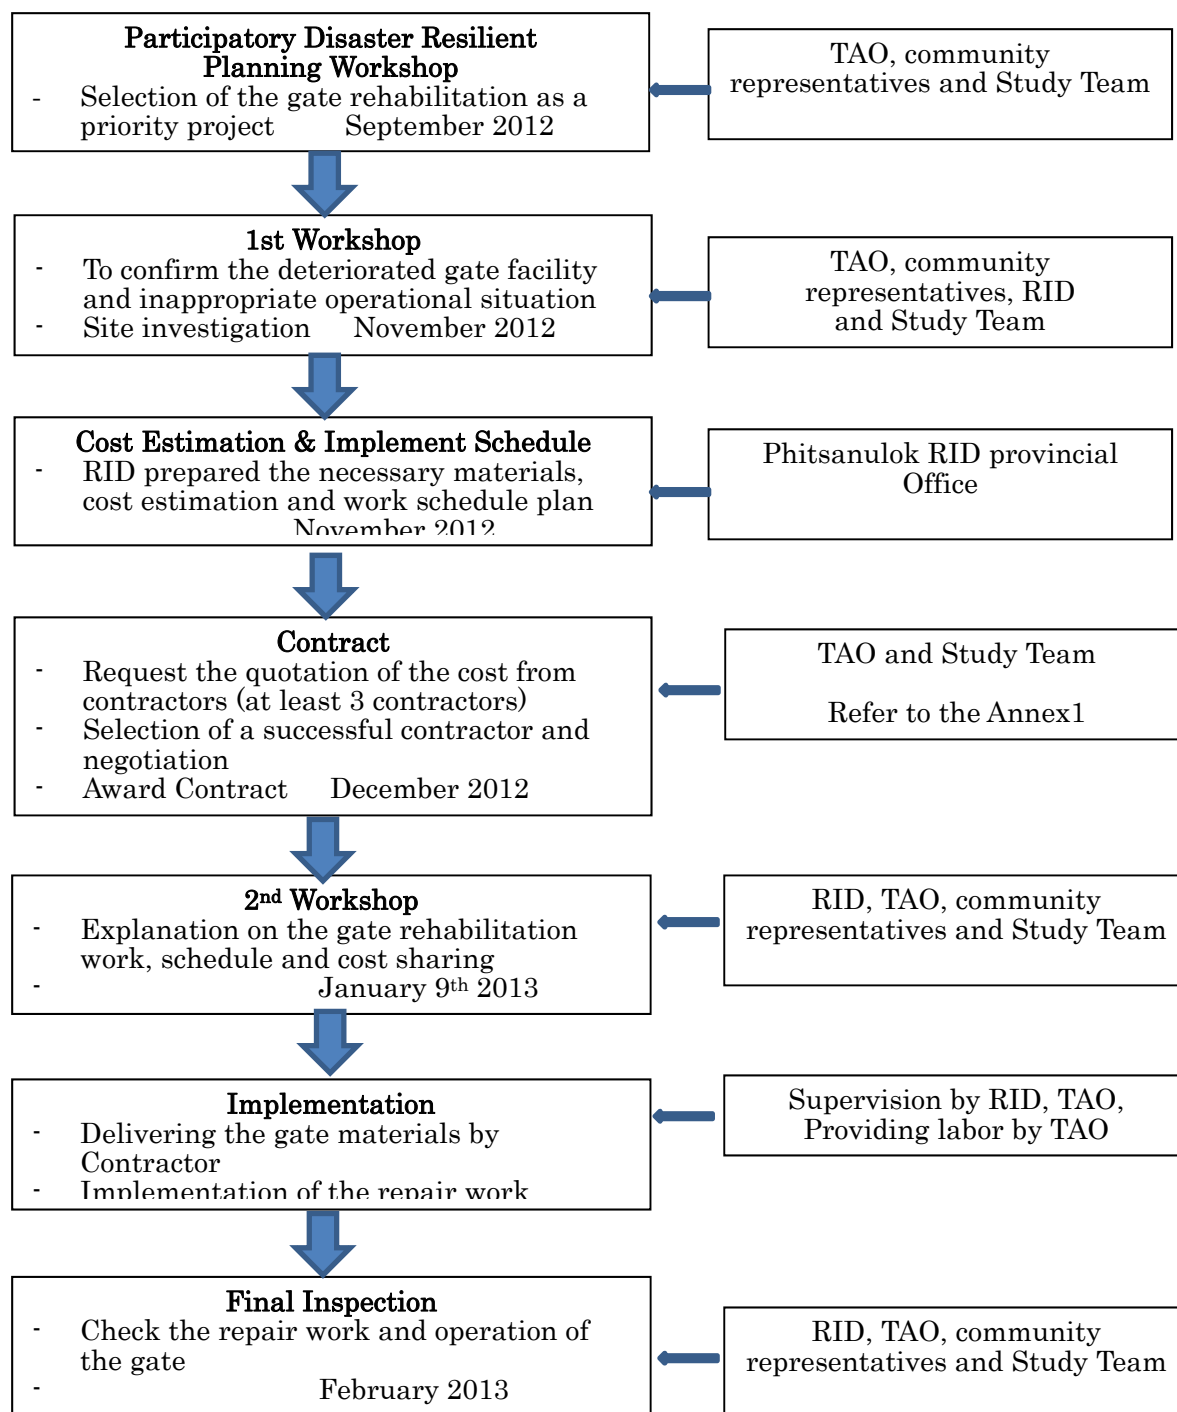 Participatory Disaster Resilient
Planning Workshop
- Selection of the gate rehabilitation as a
priority project September 2012
TAO, community
representatives and Study Team
1st Workshop
- To confirm the deteriorated gate facility
and inappropriate operational situation
- Site investigation November 2012
TAO, community
representatives, RID
and Study Team
Cost Estimation & Implement Schedule
- RID prepared the necessary materials,
cost estimation and work schedule plan
November 2012
Phitsanulok RID provincial
Office
Contract
- Request the quotation of the cost from
contractors (at least 3 contractors)
- Selection of a successful contractor and
negotiation
- Award Contract December 2012
TAO and Study Team
Refer to the Annex1
2nd Workshop
- Explanation on the gate rehabilitation
work, schedule and cost sharing
- January 9th 2013
RID, TAO, community
representatives and Study Team
Implementation
- Delivering the gate materials by
Contractor
- Implementation of the repair work
Supervision by RID, TAO,
Providing labor by TAO
Final Inspection
- Check the repair work and operation of
the gate
- February 2013
RID, TAO, community
representatives and Study Team